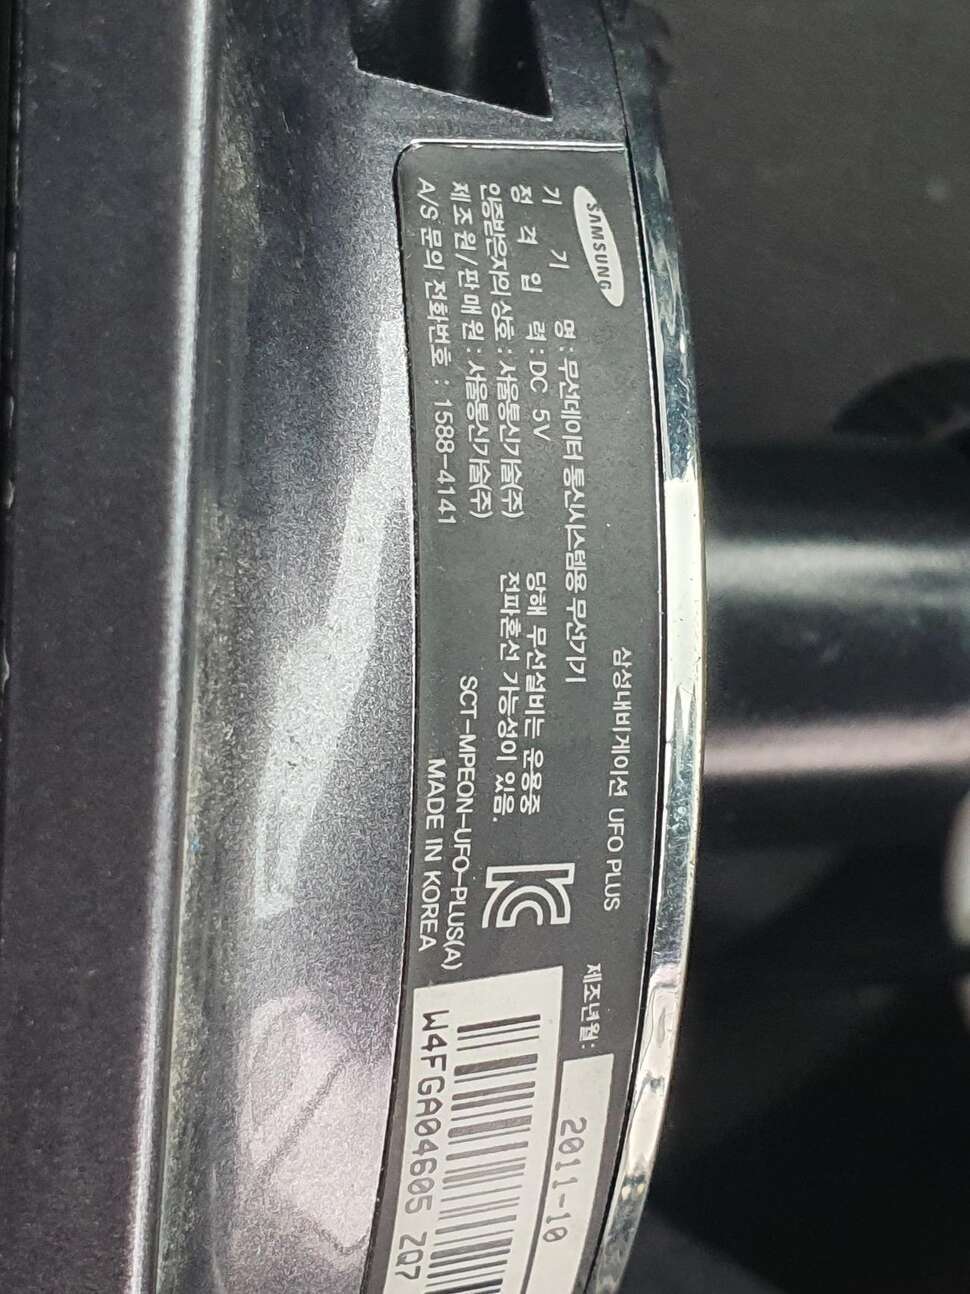 SAMSUNG
삼성내비게이션 UFO PLUS
기 기 명 : 무선데이터 통신시스템용 무선기기
정 격 입 력 : DC 5V
인증받은자의 상호 : 서울통신기술(주)
제 조 원 / 판 매 원 : 서울통신기술(주)
A/S 문의 전화번호 : 1588-4141
당해 무선설비는 운용중
전파혼선 가능성이 있음.
SCT-MPEON-UFO-PLUS(A)
MADE IN KOREA
제조년월 : 2011-10
W4FGA04605 ZQ7